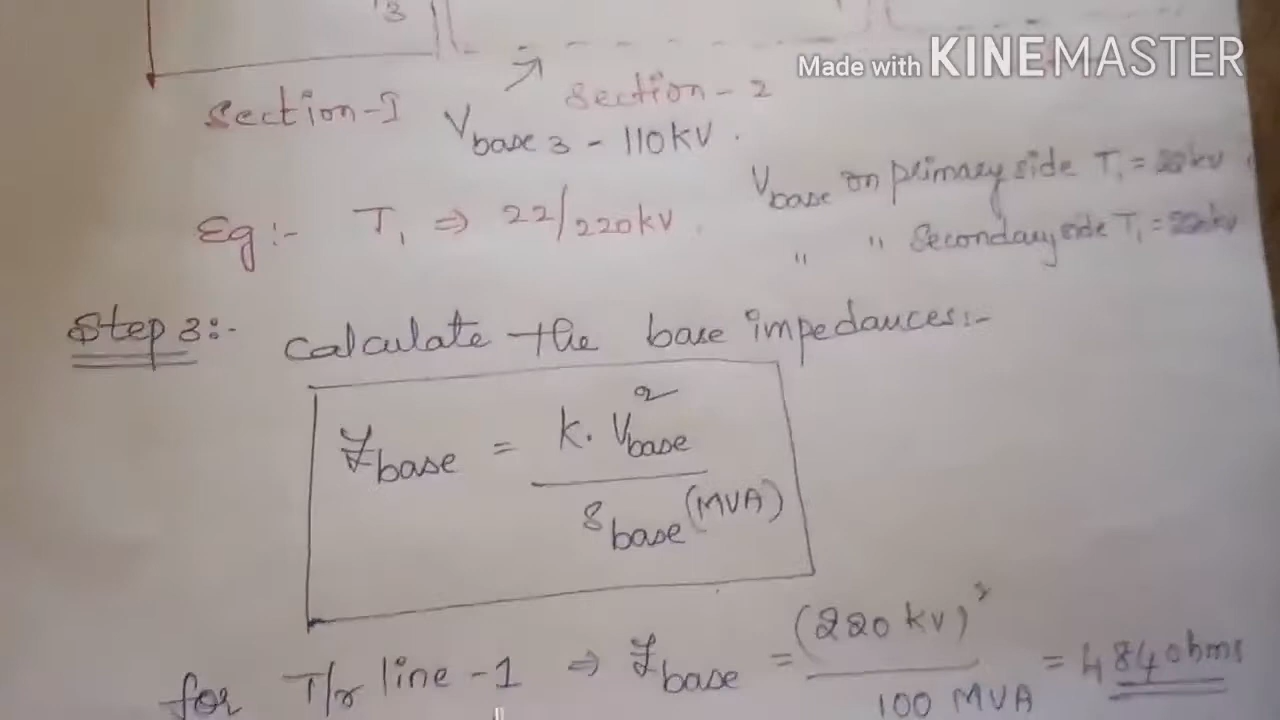 Made with KINEMASTER
Section-I
Section - 2
Vbase 3 - 110kV.
Eg:- T1 ⇒ 22/220kV.
Vbase on primary side T1 =
" " Secondary side T1 =
Step 3:- Calculate the base impedances:-
Zbase = k. Vbase² / Sbase (MVA)
for T/r line -1 ⇒ Zbase = (220 kV)² / 100 MVA = 484 ohms